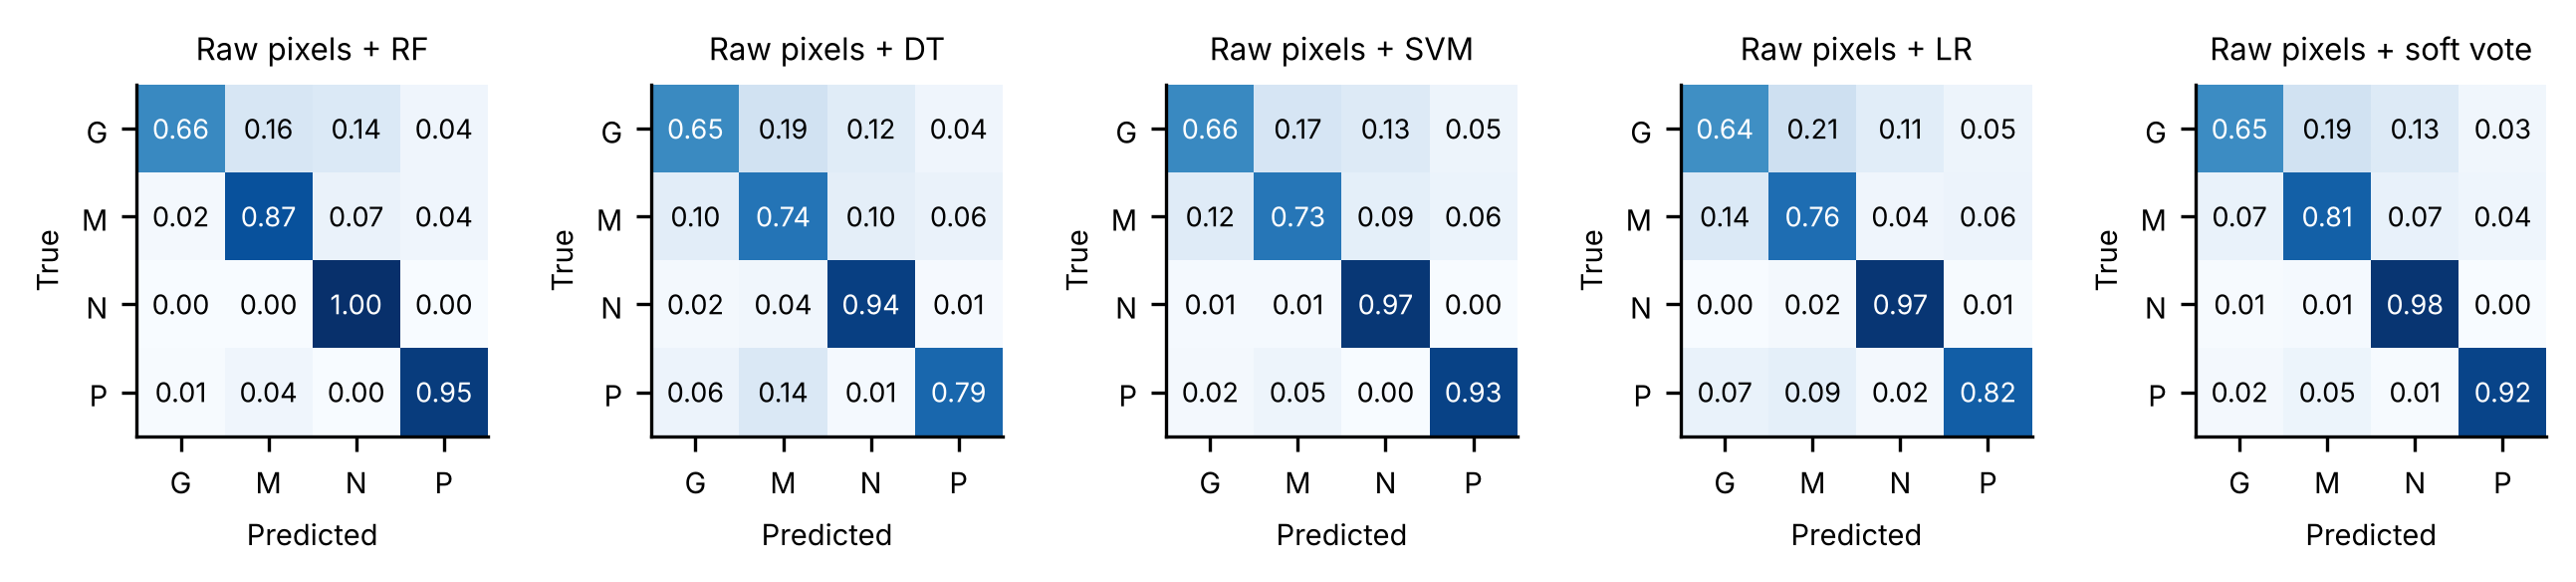 Raw pixels + RF
True
G 0.66 0.16 0.14 0.04
M 0.02 0.87 0.07 0.04
N 0.00 0.00 1.00 0.00
P 0.01 0.04 0.00 0.95
G M N P
Predicted
Raw pixels + DT
True
G 0.65 0.19 0.12 0.04
M 0.10 0.74 0.10 0.06
N 0.02 0.04 0.94 0.01
P 0.06 0.14 0.01 0.79
G M N P
Predicted
Raw pixels + SVM
True
G 0.66 0.17 0.13 0.05
M 0.12 0.73 0.09 0.06
N 0.01 0.01 0.97 0.00
P 0.02 0.05 0.00 0.93
G M N P
Predicted
Raw pixels + LR
True
G 0.64 0.21 0.11 0.05
M 0.14 0.76 0.04 0.06
N 0.00 0.02 0.97 0.01
P 0.07 0.09 0.02 0.82
G M N P
Predicted
Raw pixels + soft vote
True
G 0.65 0.19 0.13 0.03
M 0.07 0.81 0.07 0.04
N 0.01 0.01 0.98 0.00
P 0.02 0.05 0.01 0.92
G M N P
Predicted